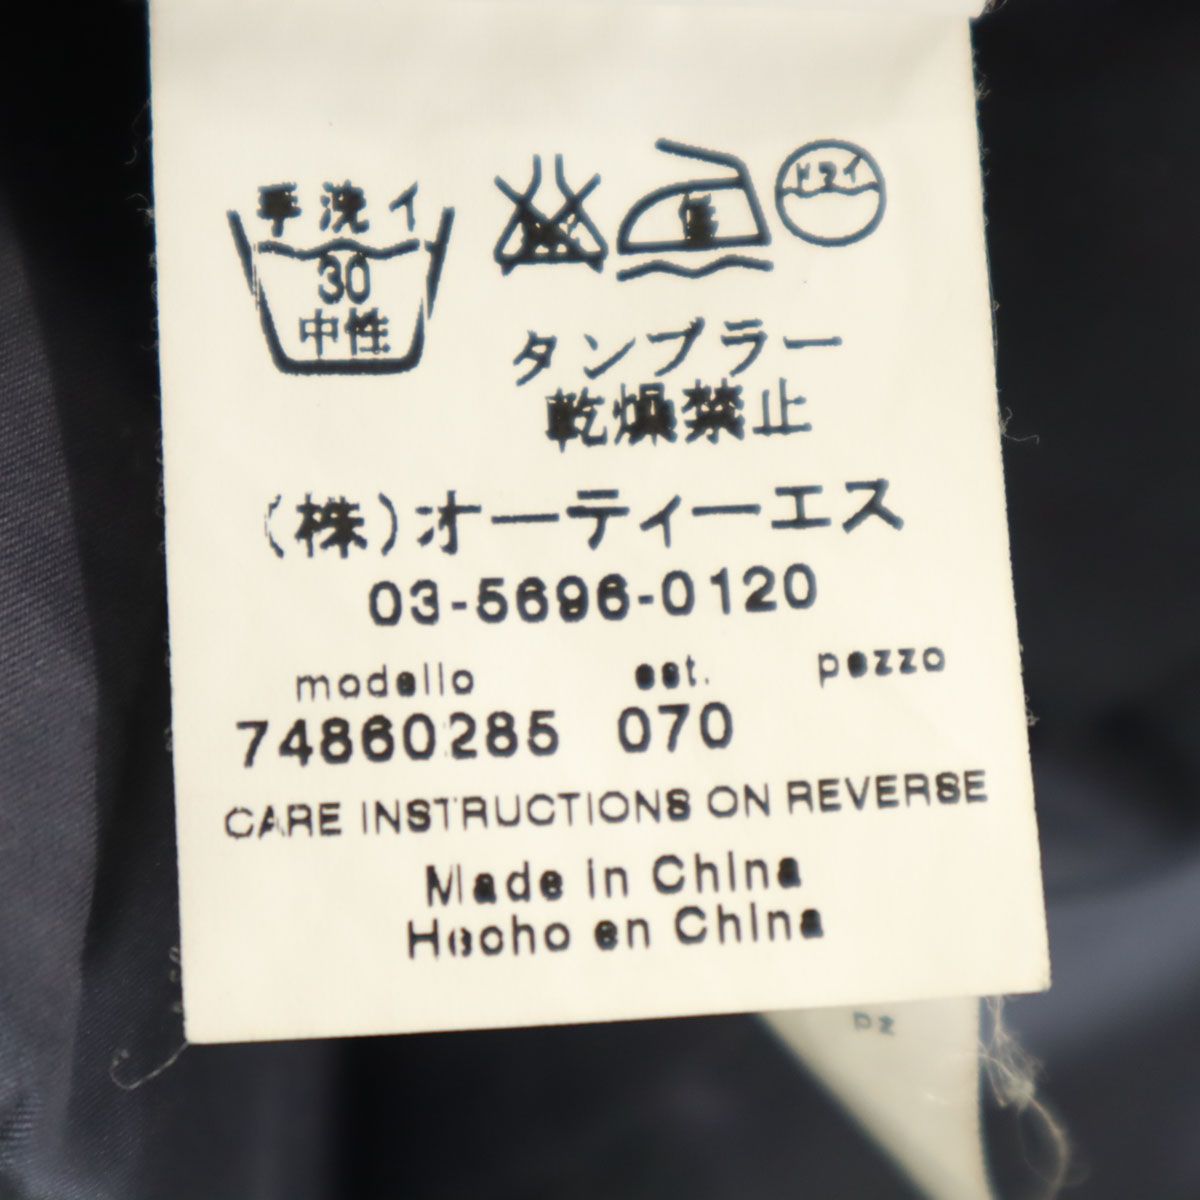 手洗イ
30
中性
ドライ
タンブラー
乾燥禁止
(株)オーティーエス
03-5696-0120
modello est. pezzo
74860285 070
CARE INSTRUCTIONS ON REVERSE
Made in China
Hecho en China